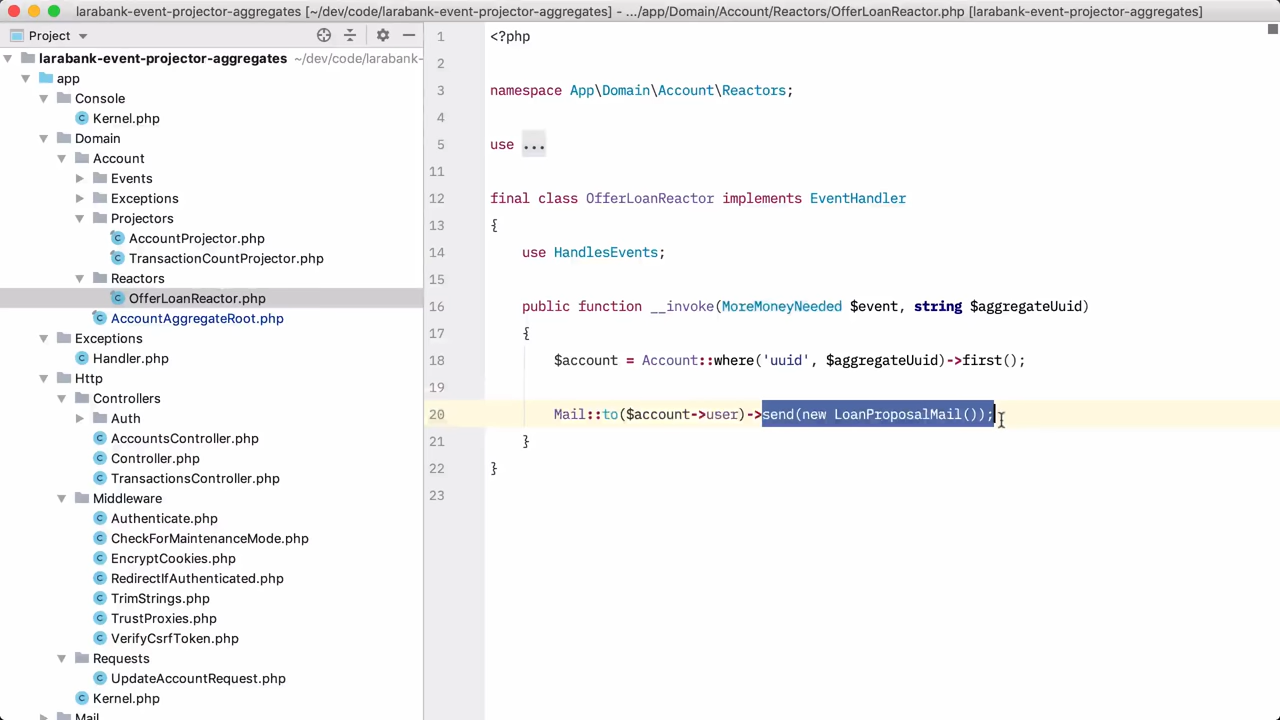 larabank-event-projector-aggregates [~/dev/code/larabank-event-projector-aggregates] - .../app/Domain/Account/Reactors/OfferLoanReactor.php [larabank-event-projector-aggregates]
Project
larabank-event-projector-aggregates ~/dev/code/larabank-
app
Console
Kernel.php
Domain
Account
Events
Exceptions
Projectors
AccountProjector.php
TransactionCountProjector.php
Reactors
OfferLoanReactor.php
AccountAggregateRoot.php
Exceptions
Handler.php
Http
Controllers
Auth
AccountsController.php
Controller.php
TransactionsController.php
Middleware
Authenticate.php
CheckForMaintenanceMode.php
EncryptCookies.php
RedirectIfAuthenticated.php
TrimStrings.php
TrustProxies.php
VerifyCsrfToken.php
Requests
UpdateAccountRequest.php
Kernel.php
Mail
1 <?php
2
3 namespace App\Domain\Account\Reactors;
4
5 use ...
11
12 final class OfferLoanReactor implements EventHandler
13 {
14 use HandlesEvents;
15
16 public function __invoke(MoreMoneyNeeded $event, string $aggregateUuid)
17 {
18 $account = Account::where('uuid', $aggregateUuid)->first();
19
20 Mail::to($account->user)->send(new LoanProposalMail());
21 }
22 }
23